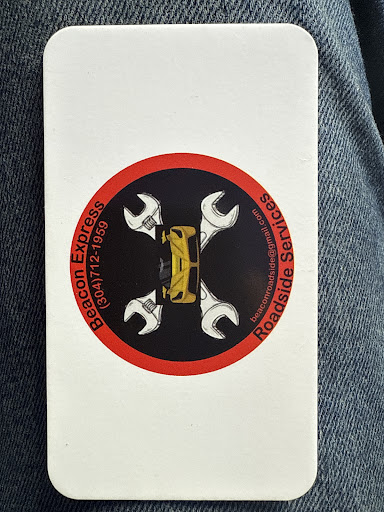 Beacon Express
(304)712-1959
beaconroadside@gmail.com
Roadside Services